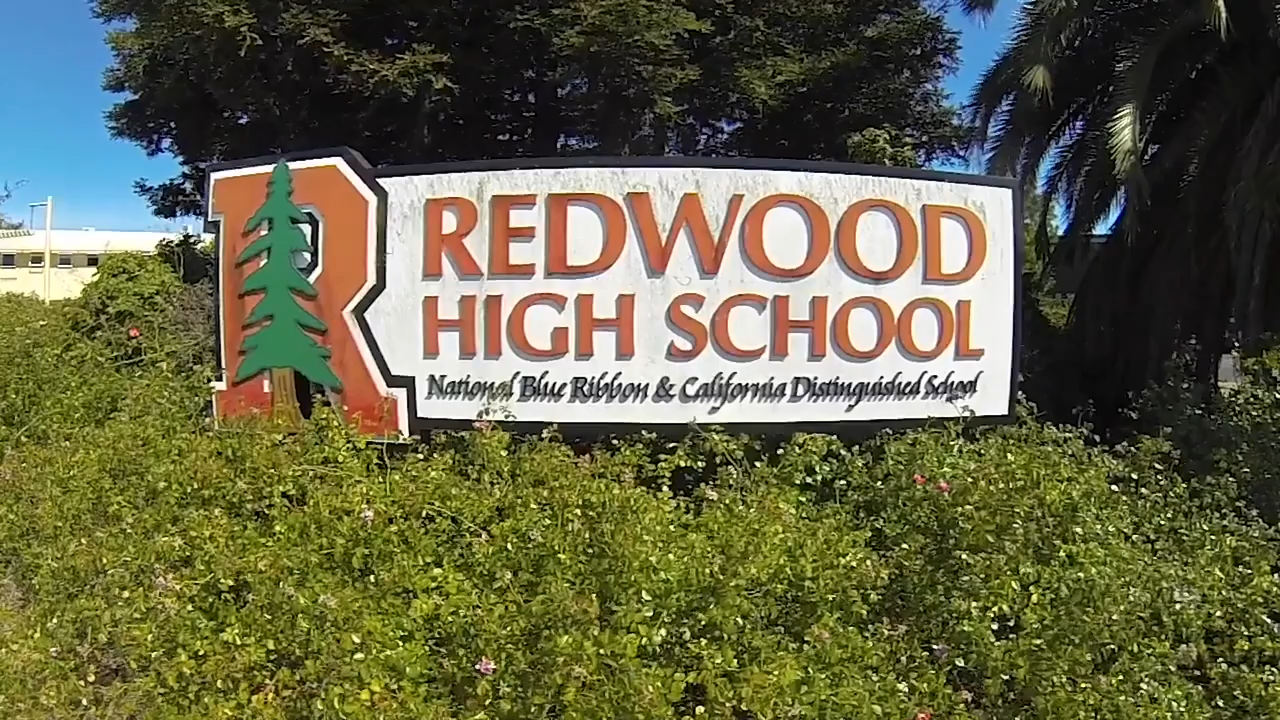 R
REDWOOD
HIGH SCHOOL
National Blue Ribbon & California Distinguished School